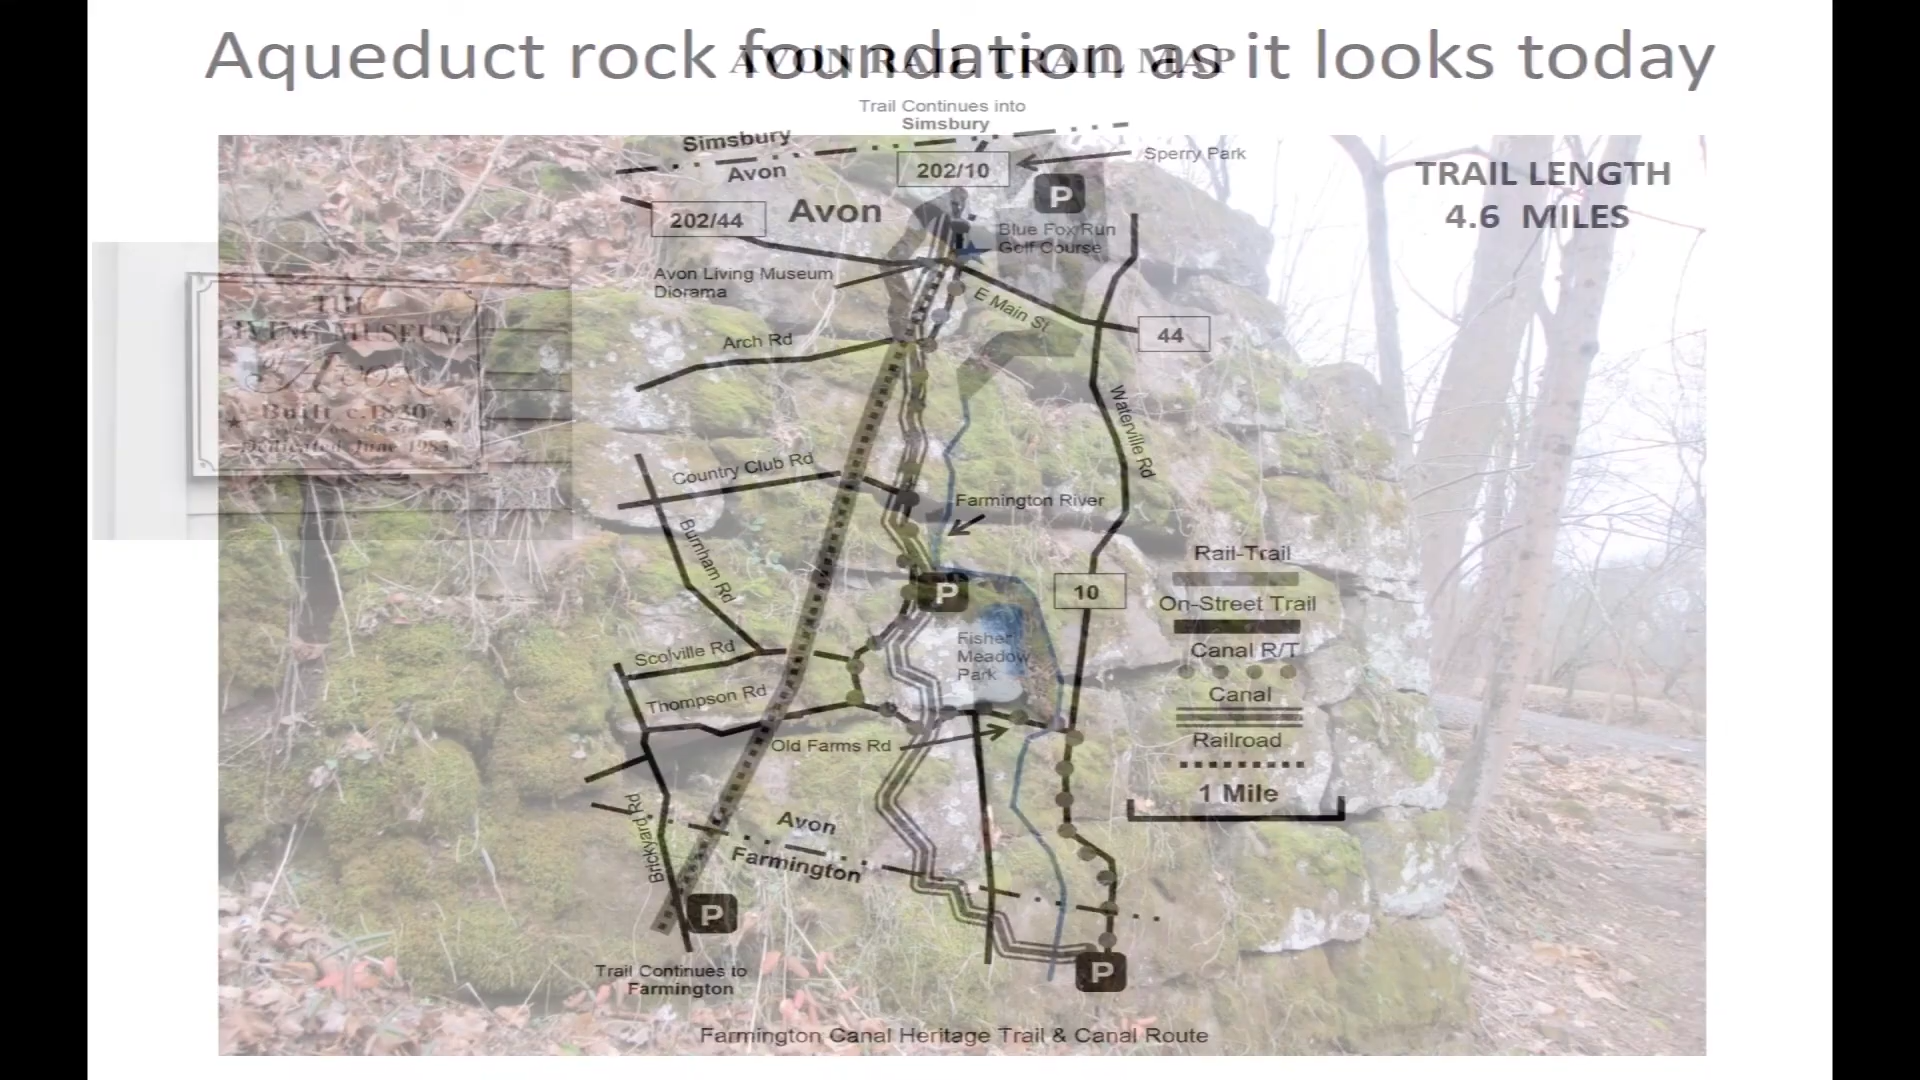 Aqueduct rock foundation as it looks today
AVON RAIL TRAIL MAP
Trail Continues into
Simsbury
Simsbury
Avon
202/10
Sperry Park
P
TRAIL LENGTH
4.6 MILES
202/44
Avon
Blue Fox Run
Golf Course
Avon Living Museum
Diorama
E Main St
THE
LIVING MUSEUM
Avon
Built c.1830
Dedicated June 1983
Arch Rd
44
Waterville Rd
Country Club Rd
Farmington River
Burnham Rd
P
10
Rail-Trail
On-Street Trail
Canal R/T
Canal
Railroad
1 Mile
Fisher
Meadow
Park
Scolville Rd
Thompson Rd
Old Farms Rd
Brickyard Rd
Avon
Farmington
P
P
Trail Continues to
Farmington
Farmington Canal Heritage Trail & Canal Route